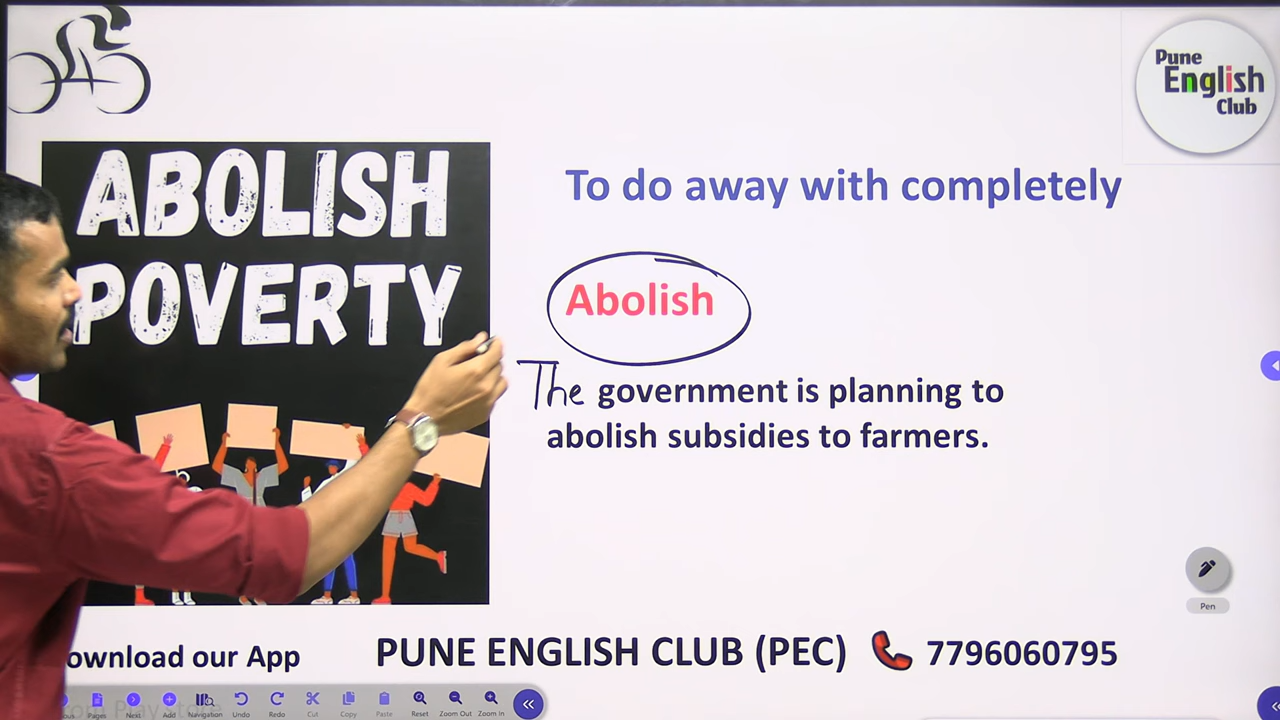 Pune
English
Club
ABOLISH
POVERTY
To do away with completely
Abolish
The government is planning to
abolish subsidies to farmers.
Pen
ownload our App
PUNE ENGLISH CLUB (PEC) 7796060795
Pages
Next
Add
Navigation
Undo
Redo
Cut
Copy
Paste
Reset
Zoom Out
Zoom In